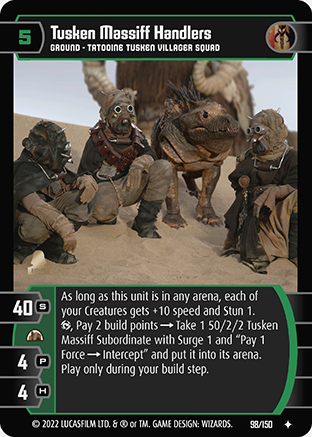 5 Tusken Massiff Handlers
GROUND - TATOOINE TUSKEN VILLAGER SQUAD
40 S
4 P
4 H
As long as this unit is in any arena, each of
your Creatures gets +10 speed and Stun 1.
, Pay 2 build points → Take 1 50/2/2 Tusken
Massiff Subordinate with Surge 1 and “Pay 1
Force → Intercept” and put it into its arena.
Play only during your build step.
© 2022 LUCASFILM LTD. & ® or TM. GAME DESIGN: WIZARDS. 98/150